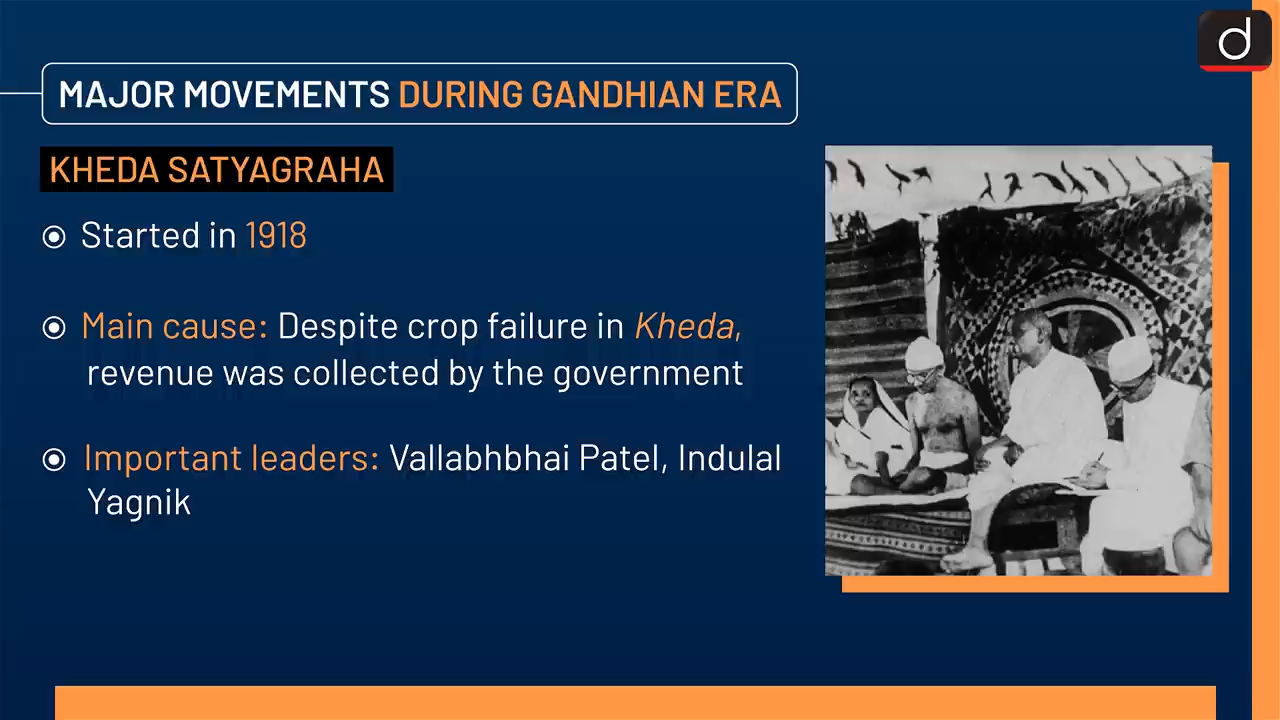 d
MAJOR MOVEMENTS DURING GANDHIAN ERA
KHEDA SATYAGRAHA
Started in 1918
Main cause: Despite crop failure in Kheda,
revenue was collected by the government
Important leaders: Vallabhbhai Patel, Indulal
Yagnik